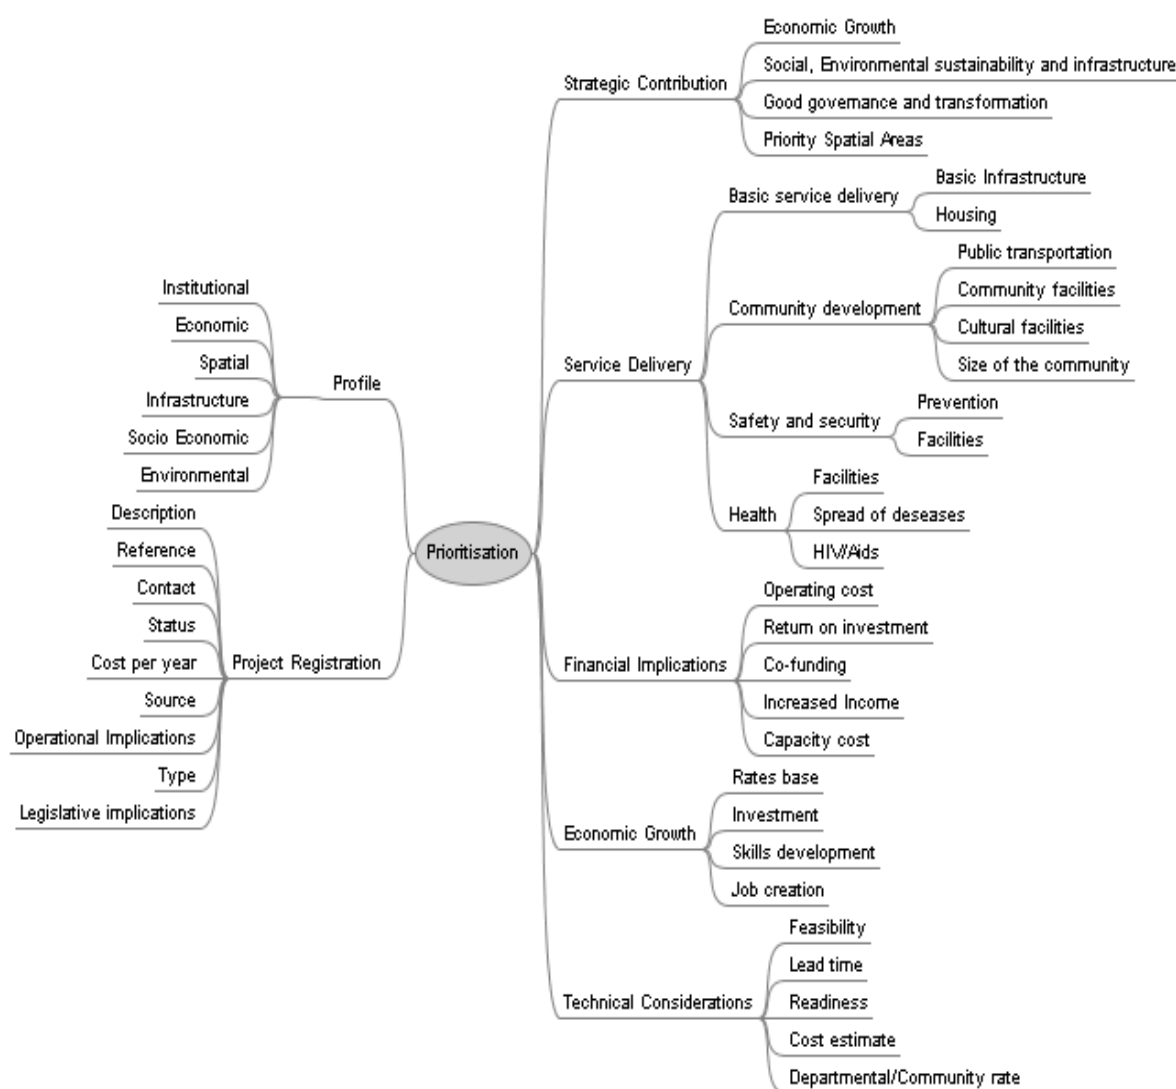 Economic Growth
Social, Environmental sustainability and infrastructure
Strategic Contribution
Good governance and transformation
Priority Spatial Areas
Basic Infrastructure
Basic service delivery
Housing
Public transportation
Community facilities
Community development
Cultural facilities
Size of the community
Service Delivery
Prevention
Safety and security
Facilities
Facilities
Health
Spread of deseases
HIV/Aids
Institutional
Economic
Spatial
Profile
Infrastructure
Socio Economic
Environmental
Description
Reference
Contact
Status
Cost per year
Project Registration
Source
Operational Implications
Type
Legislative implications
Prioritisation
Operating cost
Return on investment
Financial Implications
Co-funding
Increased Income
Capacity cost
Rates base
Investment
Economic Growth
Skills development
Job creation
Feasibility
Lead time
Technical Considerations
Readiness
Cost estimate
Departmental/Community rate